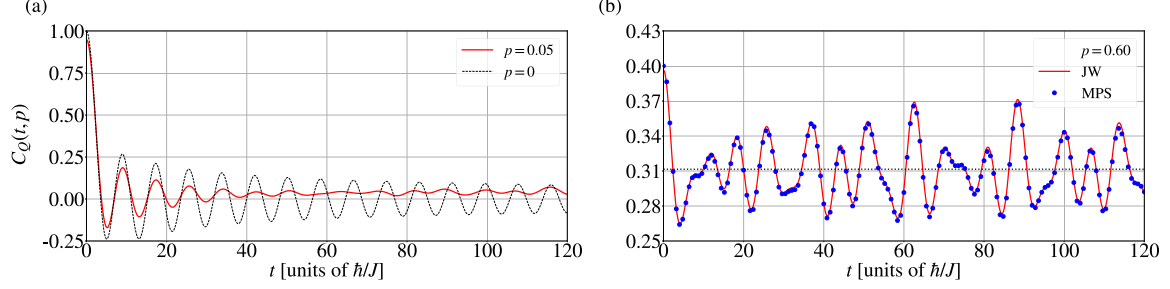 (a)
1.00
0.75
0.50
0.25
0.00
-0.25
C_Q(t, p)
p = 0.05
p = 0
0
20
40
60
80
100
120
t [units of ℏ/J]
(b)
0.43
0.40
0.37
0.34
0.31
0.28
0.25
p = 0.60
JW
MPS
0
20
40
60
80
100
120
t [units of ℏ/J]